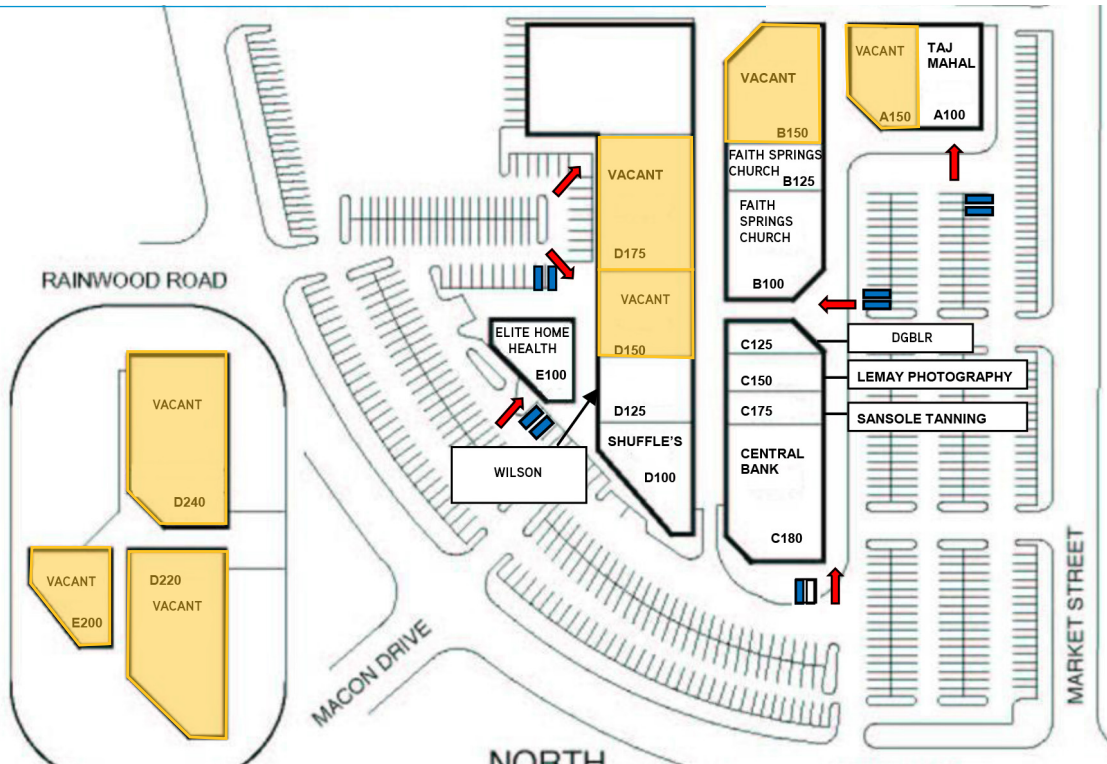 VACANT
B150
VACANT
A150
TAJ
MAHAL
A100
FAITH SPRINGS
CHURCH
B125
FAITH
SPRINGS
CHURCH
B100
VACANT
D175
VACANT
D150
RAINWOOD ROAD
ELITE HOME
HEALTH
E100
D125
SHUFFLE'S
D100
WILSON
C125
DGBLR
C150
LEMAY PHOTOGRAPHY
C175
SANSOLE TANNING
CENTRAL
BANK
C180
VACANT
D240
VACANT
E200
D220
VACANT
MACON DRIVE
MARKET STREET
NORTH